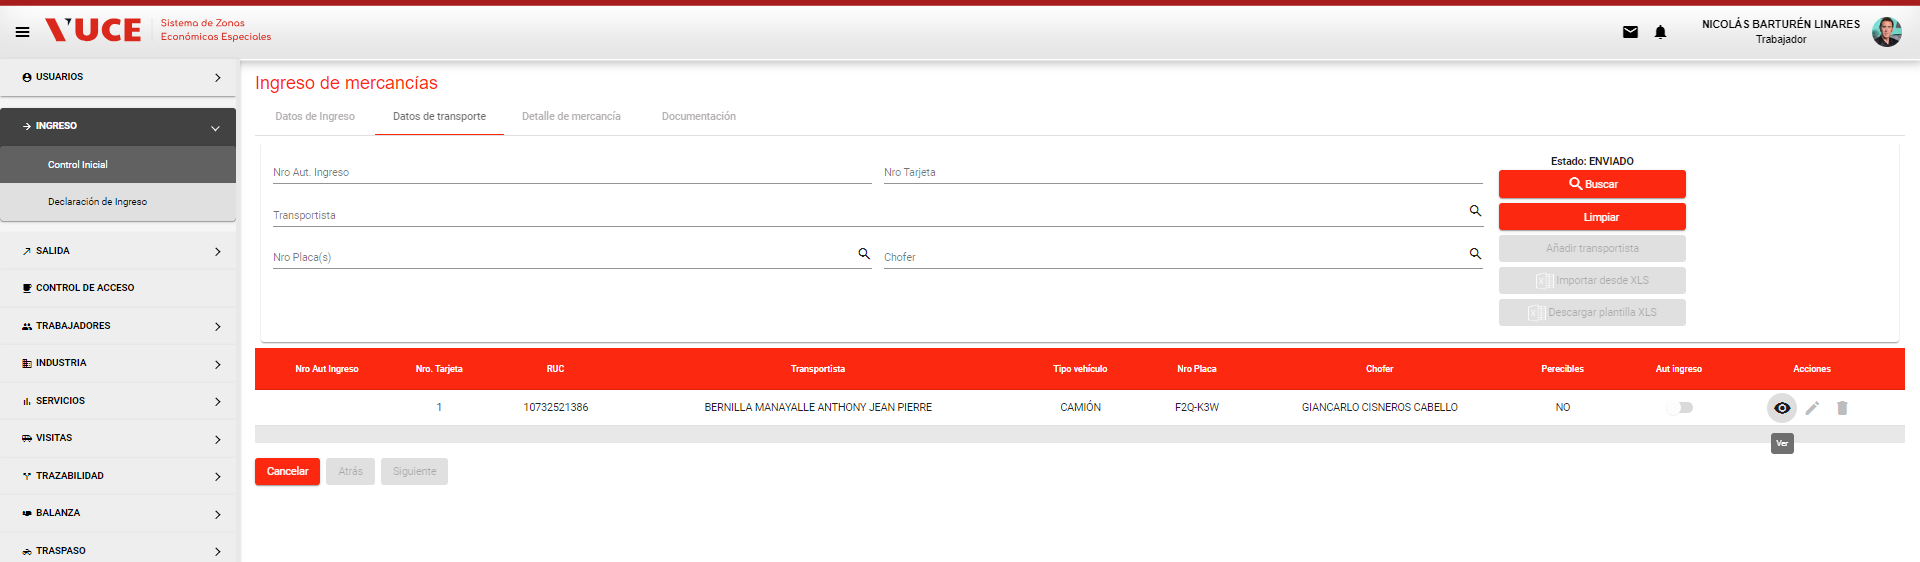 VUCE
Sistema de Zonas
Económicas Especiales
NICOLÁS BARTURÉN LINARES
Trabajador
USUARIOS
INGRESO
Control Inicial
Declaración de Ingreso
SALIDA
CONTROL DE ACCESO
TRABAJADORES
INDUSTRIA
SERVICIOS
VISITAS
TRAZABILIDAD
BALANZA
TRASPASO
Ingreso de mercancías
Datos de Ingreso Datos de transporte Detalle de mercancía Documentación
Nro Aut. Ingreso Nro Tarjeta
Transportista
Nro Placa(s) Chofer
Estado: ENVIADO
Buscar
Limpiar
Añadir transportista
Importar desde XLS
Descargar plantilla XLS
Nro Aut Ingreso Nro. Tarjeta RUC Transportista Tipo vehículo Nro Placa Chofer Perecibles Aut ingreso Acciones
1 10732521386 BERNILLA MANAYALLE ANTHONY JEAN PIERRE CAMIÓN F2Q-K3W GIANCARLO CISNEROS CABELLO NO
Ver
Cancelar Atrás Siguiente